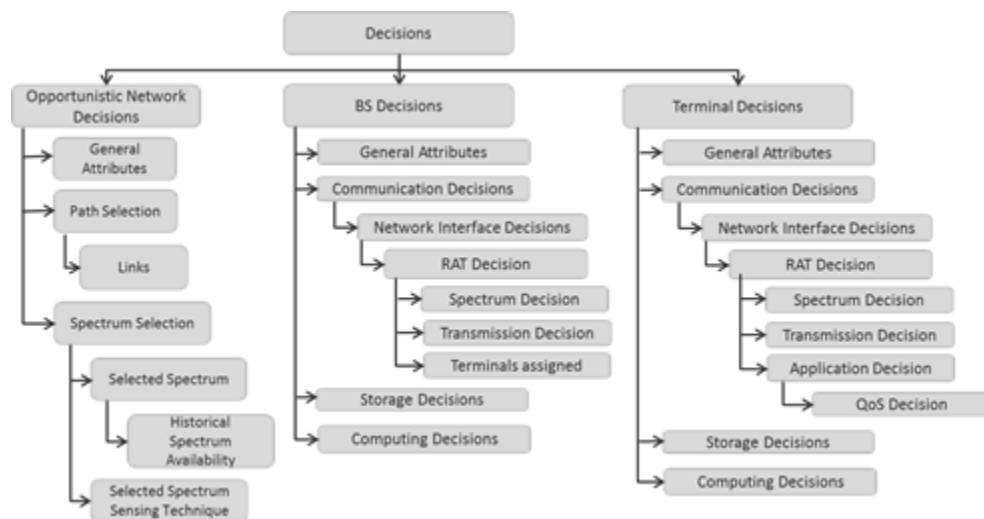 Decisions
Opportunistic Network
Decisions
General
Attributes
Path Selection
Links
Spectrum Selection
Selected Spectrum
Historical
Spectrum
Availability
Selected Spectrum
Sensing Technique
BS Decisions
General Attributes
Communication Decisions
Network Interface Decisions
RAT Decision
Spectrum Decision
Transmission Decision
Terminals assigned
Storage Decisions
Computing Decisions
Terminal Decisions
General Attributes
Communication Decisions
Network Interface Decisions
RAT Decision
Spectrum Decision
Transmission Decision
Application Decision
QoS Decision
Storage Decisions
Computing Decisions